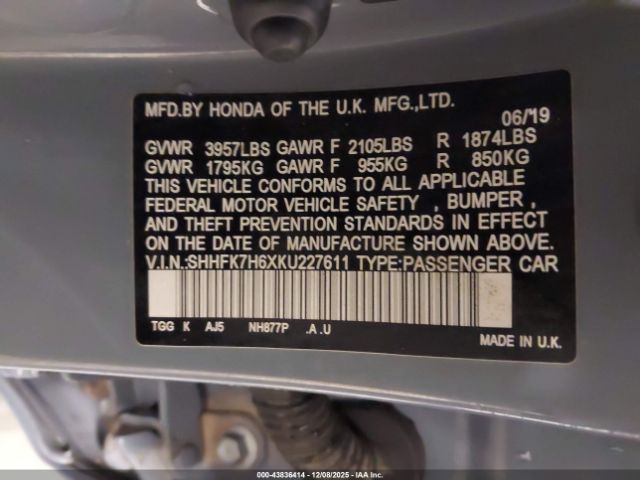 MFD.BY HONDA OF THE U.K. MFG.,LTD.
06/19
GVWR 3957LBS GAWR F 2105LBS R 1874LBS
GVWR 1795KG GAWR F 955KG R 850KG
THIS VEHICLE CONFORMS TO ALL APPLICABLE
FEDERAL MOTOR VEHICLE SAFETY , BUMPER ,
AND THEFT PREVENTION STANDARDS IN EFFECT
ON THE DATE OF MANUFACTURE SHOWN ABOVE.
V.I.N.:SHHFK7H6XKU227611 TYPE:PASSENGER CAR
TGG K AJ5 NH877P .A .U
MADE IN U.K.
000-43836414 - 12/08/2025 - IAAI.COM